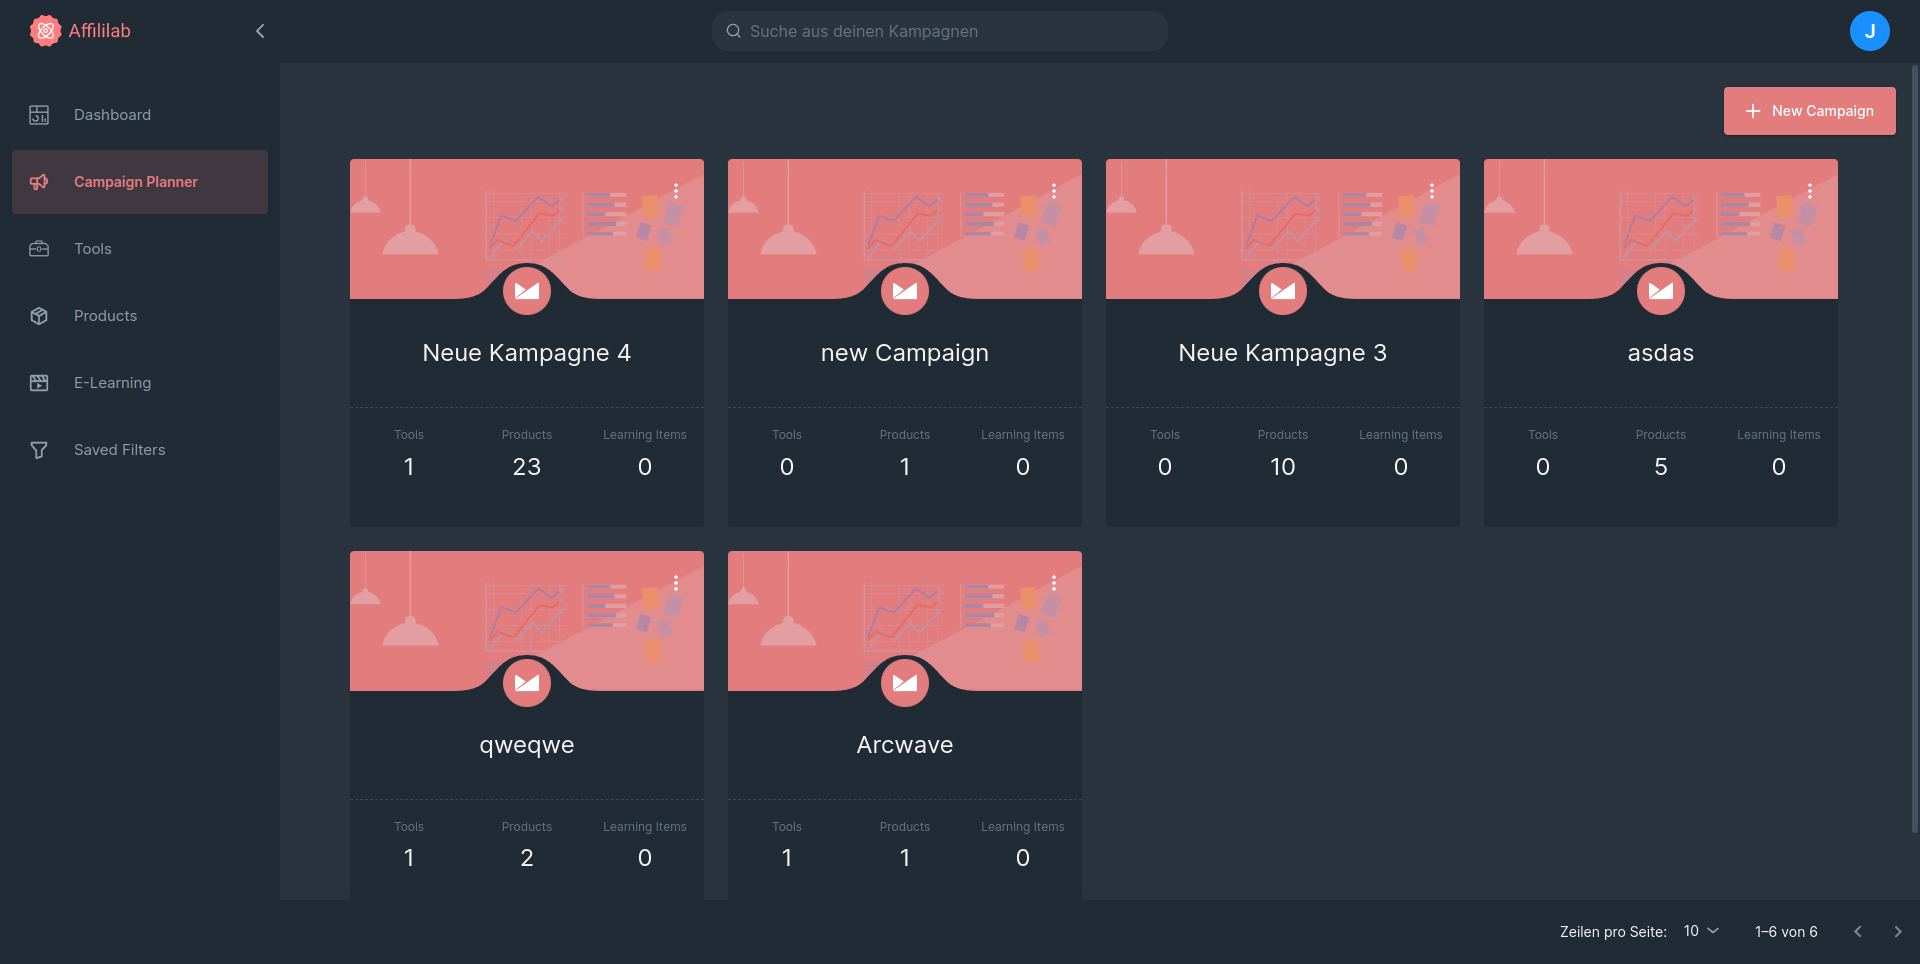 Affililab
Suche aus deinen Kampagnen
J
Dashboard
Campaign Planner
Tools
Products
E-Learning
Saved Filters
New Campaign
Neue Kampagne 4
Tools Products Learning Items
1 23 0
new Campaign
Tools Products Learning Items
0 1 0
Neue Kampagne 3
Tools Products Learning Items
0 10 0
asdas
Tools Products Learning Items
0 5 0
qweqwe
Tools Products Learning Items
1 2 0
Arcwave
Tools Products Learning Items
1 1 0
Zeilen pro Seite: 10 1–6 von 6